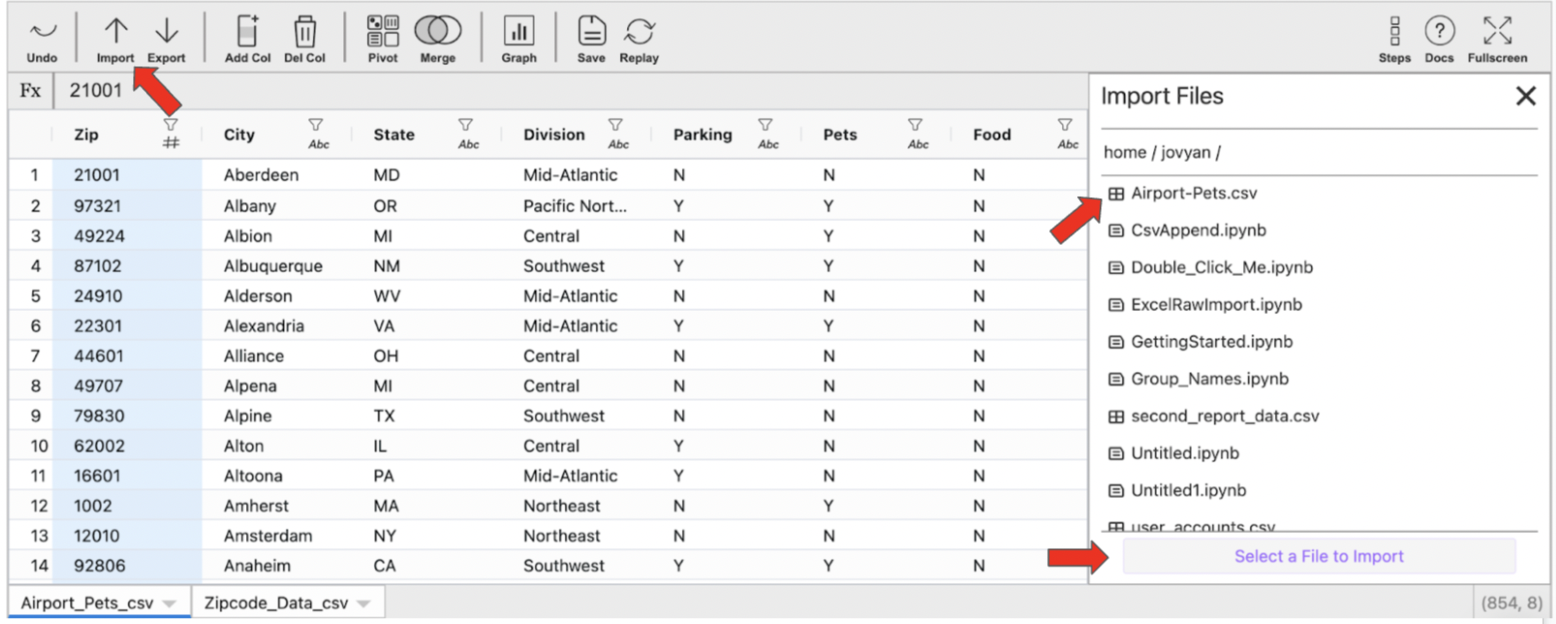 Undo Import Export Add Col Del Col Pivot Merge Graph Save Replay Steps Docs Fullscreen
Fx 21001
Import Files
home / jovyan /
Zip # City Abc State Abc Division Abc Parking Abc Pets Abc Food Abc
1 21001 Aberdeen MD Mid-Atlantic N N N
2 97321 Albany OR Pacific Nort... Y Y N
3 49224 Albion MI Central N Y N
4 87102 Albuquerque NM Southwest Y Y N
5 24910 Alderson WV Mid-Atlantic N N N
6 22301 Alexandria VA Mid-Atlantic Y Y N
7 44601 Alliance OH Central N N N
8 49707 Alpena MI Central N N N
9 79830 Alpine TX Southwest N N N
10 62002 Alton IL Central Y N N
11 16601 Altoona PA Mid-Atlantic Y N N
12 1002 Amherst MA Northeast N Y N
13 12010 Amsterdam NY Northeast N N N
14 92806 Anaheim CA Southwest Y Y N
Airport-Pets.csv
CsvAppend.ipynb
Double_Click_Me.ipynb
ExcelRawImport.ipynb
GettingStarted.ipynb
Group_Names.ipynb
second_report_data.csv
Untitled.ipynb
Untitled1.ipynb
user_accounts.csv
Select a File to Import
Airport_Pets_csv Zipcode_Data_csv (854, 8)